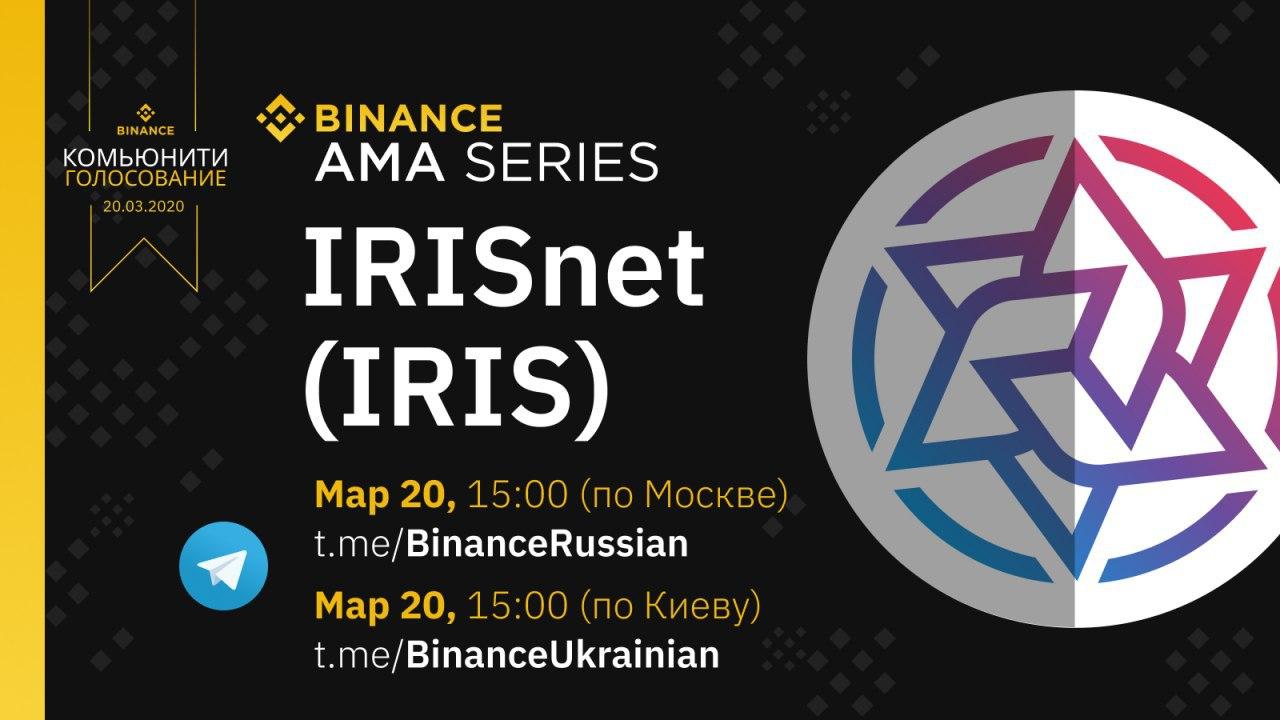 BINANCE
КОМЬЮНИТИ
ГОЛОСОВАНИЕ
20.03.2020
BINANCE
AMA SERIES
IRISnet
(IRIS)
Мар 20, 15:00 (по Москве)
t.me/BinanceRussian
Мар 20, 15:00 (по Киеву)
t.me/BinanceUkrainian